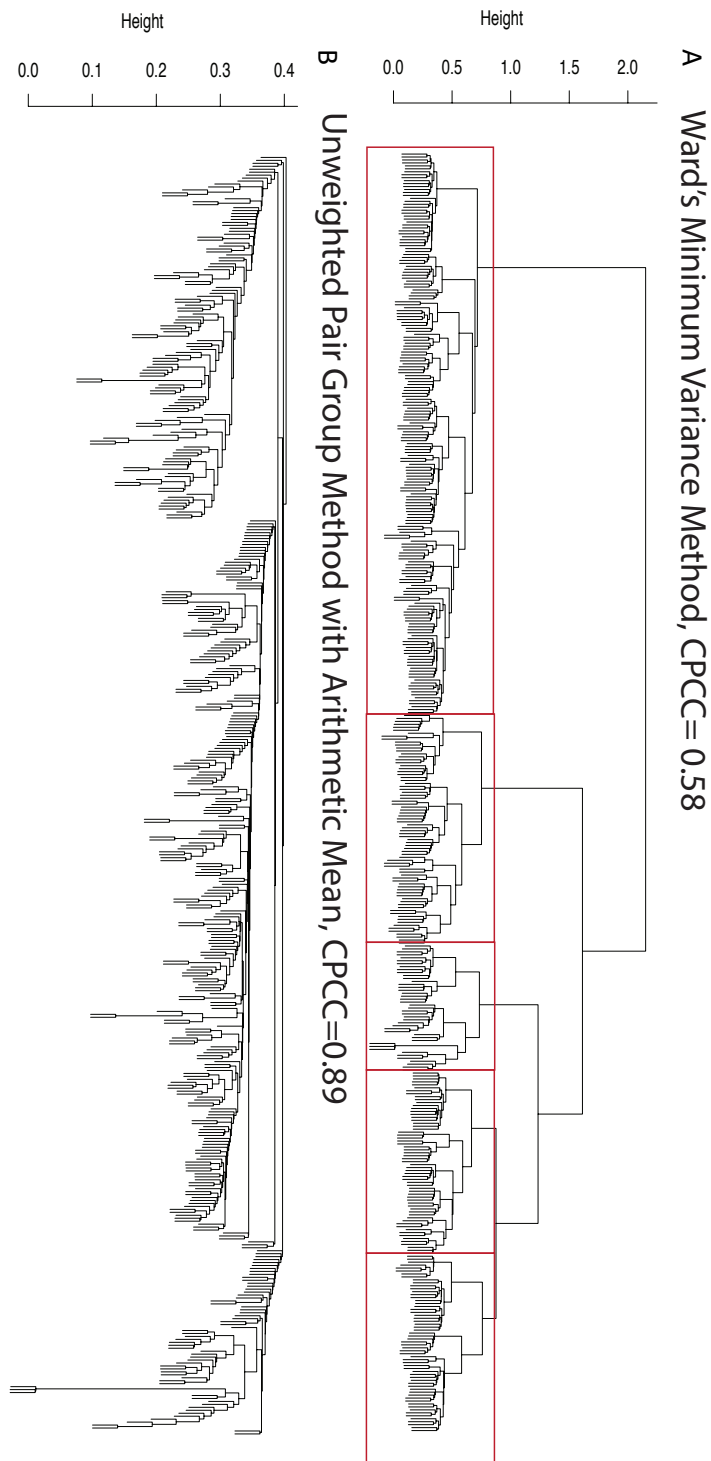 A Ward's Minimum Variance Method, CPCC= 0.58
Height
0.0 0.5 1.0 1.5 2.0
B Unweighted Pair Group Method with Arithmetic Mean, CPCC=0.89
Height
0.0 0.1 0.2 0.3 0.4